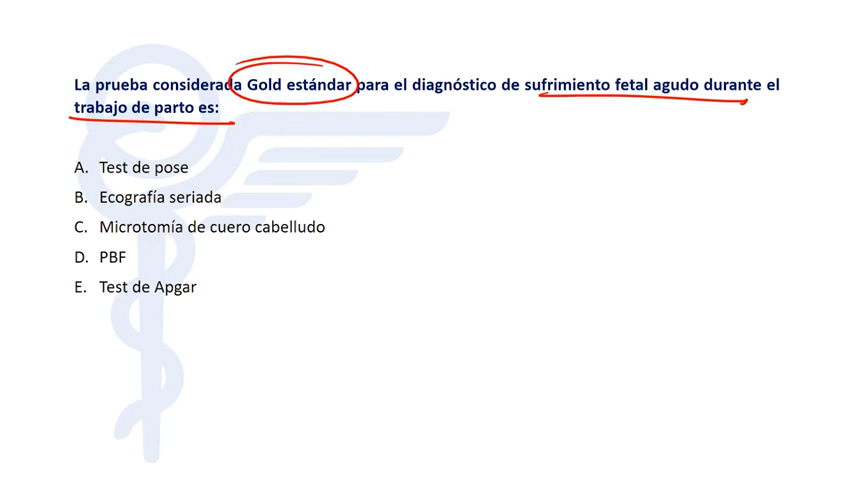 La prueba considerada Gold estándar para el diagnóstico de sufrimiento fetal agudo durante el
trabajo de parto es:
A. Test de pose
B. Ecografía seriada
C. Microtomía de cuero cabelludo
D. PBF
E. Test de Apgar